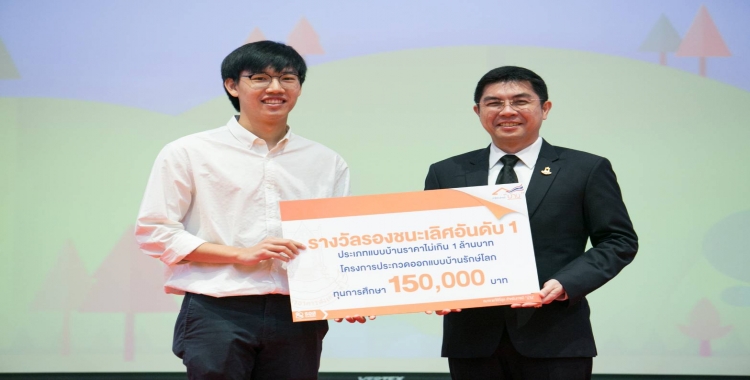 รางวัลรองชนะเลิศอันดับ 1
ประเภทแบบบ้านราคาไม่เกิน 1 ล้านบาท
โครงการประกวดออกแบบบ้านรักษ์โลก
ทุนการศึกษา 150,000 บาท
VERTEX